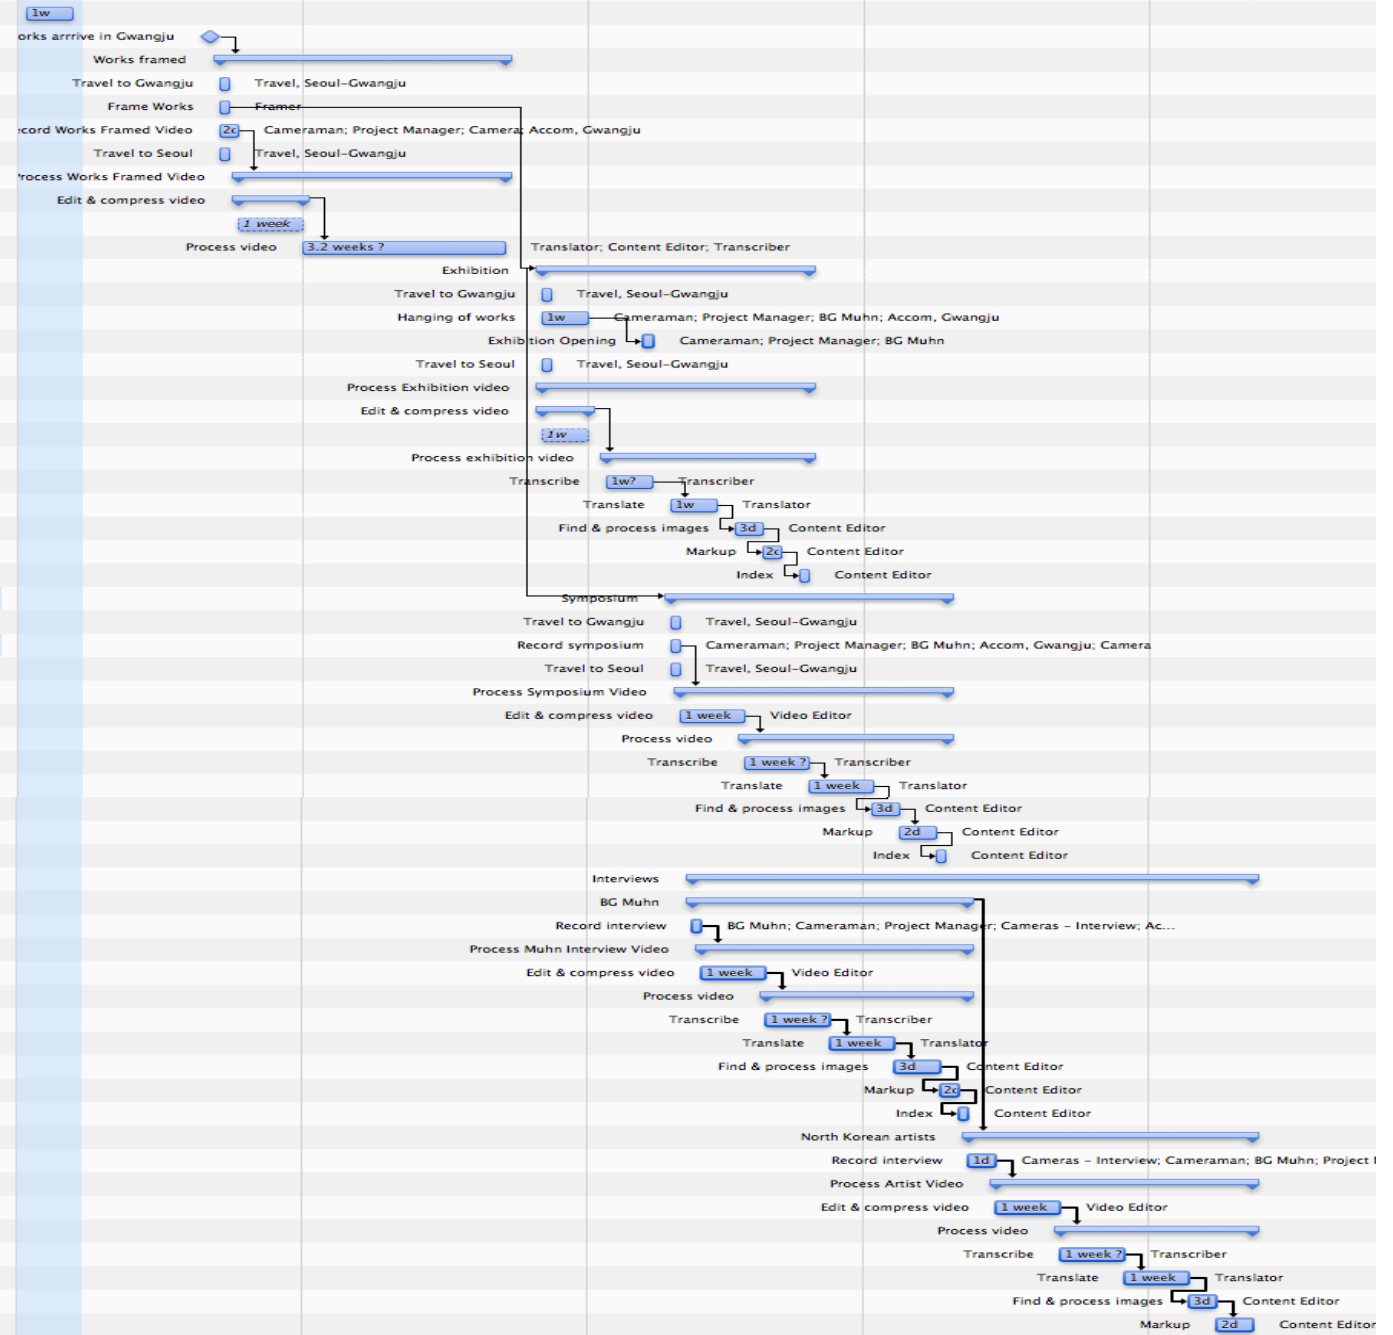 1w
orks arrrive in Gwangju
Works framed
Travel to Gwangju Travel, Seoul-Gwangju
Frame Works Framer
cord Works Framed Video 2d Cameraman; Project Manager; Camera; Accom, Gwangju
Travel to Seoul Travel, Seoul-Gwangju
Process Works Framed Video
Edit & compress video
1 week
Process video 3.2 weeks ? Translator; Content Editor; Transcriber
Exhibition
Travel to Gwangju Travel, Seoul-Gwangju
Hanging of works 1w Cameraman; Project Manager; BG Muhn; Accom, Gwangju
Exhibition Opening Cameraman; Project Manager; BG Muhn
Travel to Seoul Travel, Seoul-Gwangju
Process Exhibition video
Edit & compress video
1w
Process exhibition video
Transcribe 1w? Transcriber
Translate 1w Translator
Find & process images 3d Content Editor
Markup 2d Content Editor
Index Content Editor
Symposium
Travel to Gwangju Travel, Seoul-Gwangju
Record symposium Cameraman; Project Manager; BG Muhn; Accom, Gwangju; Camera
Travel to Seoul Travel, Seoul-Gwangju
Process Symposium Video
Edit & compress video 1 week Video Editor
Process video
Transcribe 1 week ? Transcriber
Translate 1 week Translator
Find & process images 3d Content Editor
Markup 2d Content Editor
Index Content Editor
Interviews
BG Muhn
Record interview BG Muhn; Cameraman; Project Manager; Cameras - Interview; Ac...
Process Muhn Interview Video
Edit & compress video 1 week Video Editor
Process video
Transcribe 1 week ? Transcriber
Translate 1 week Translator
Find & process images 3d Content Editor
Markup 2d Content Editor
Index Content Editor
North Korean artists
Record interview 1d Cameras - Interview; Cameraman; BG Muhn; Project
Process Artist Video
Edit & compress video 1 week Video Editor
Process video
Transcribe 1 week ? Transcriber
Translate 1 week Translator
Find & process images 3d Content Editor
Markup 2d Content Editor